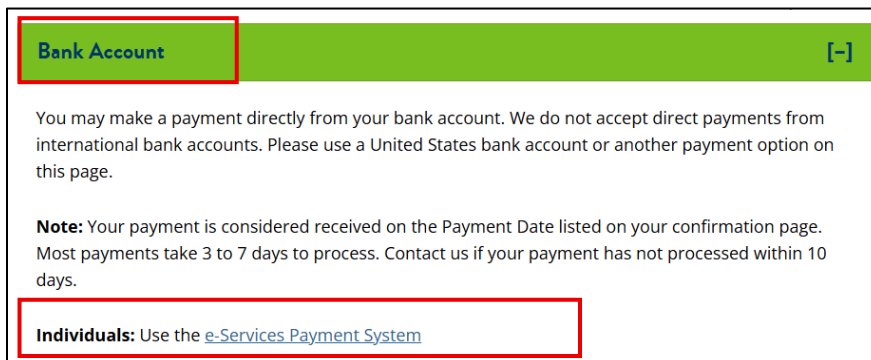 Bank Account [–]
You may make a payment directly from your bank account. We do not accept direct payments from
international bank accounts. Please use a United States bank account or another payment option on
this page.
Note: Your payment is considered received on the Payment Date listed on your confirmation page.
Most payments take 3 to 7 days to process. Contact us if your payment has not processed within 10
days.
Individuals: Use the e-Services Payment System